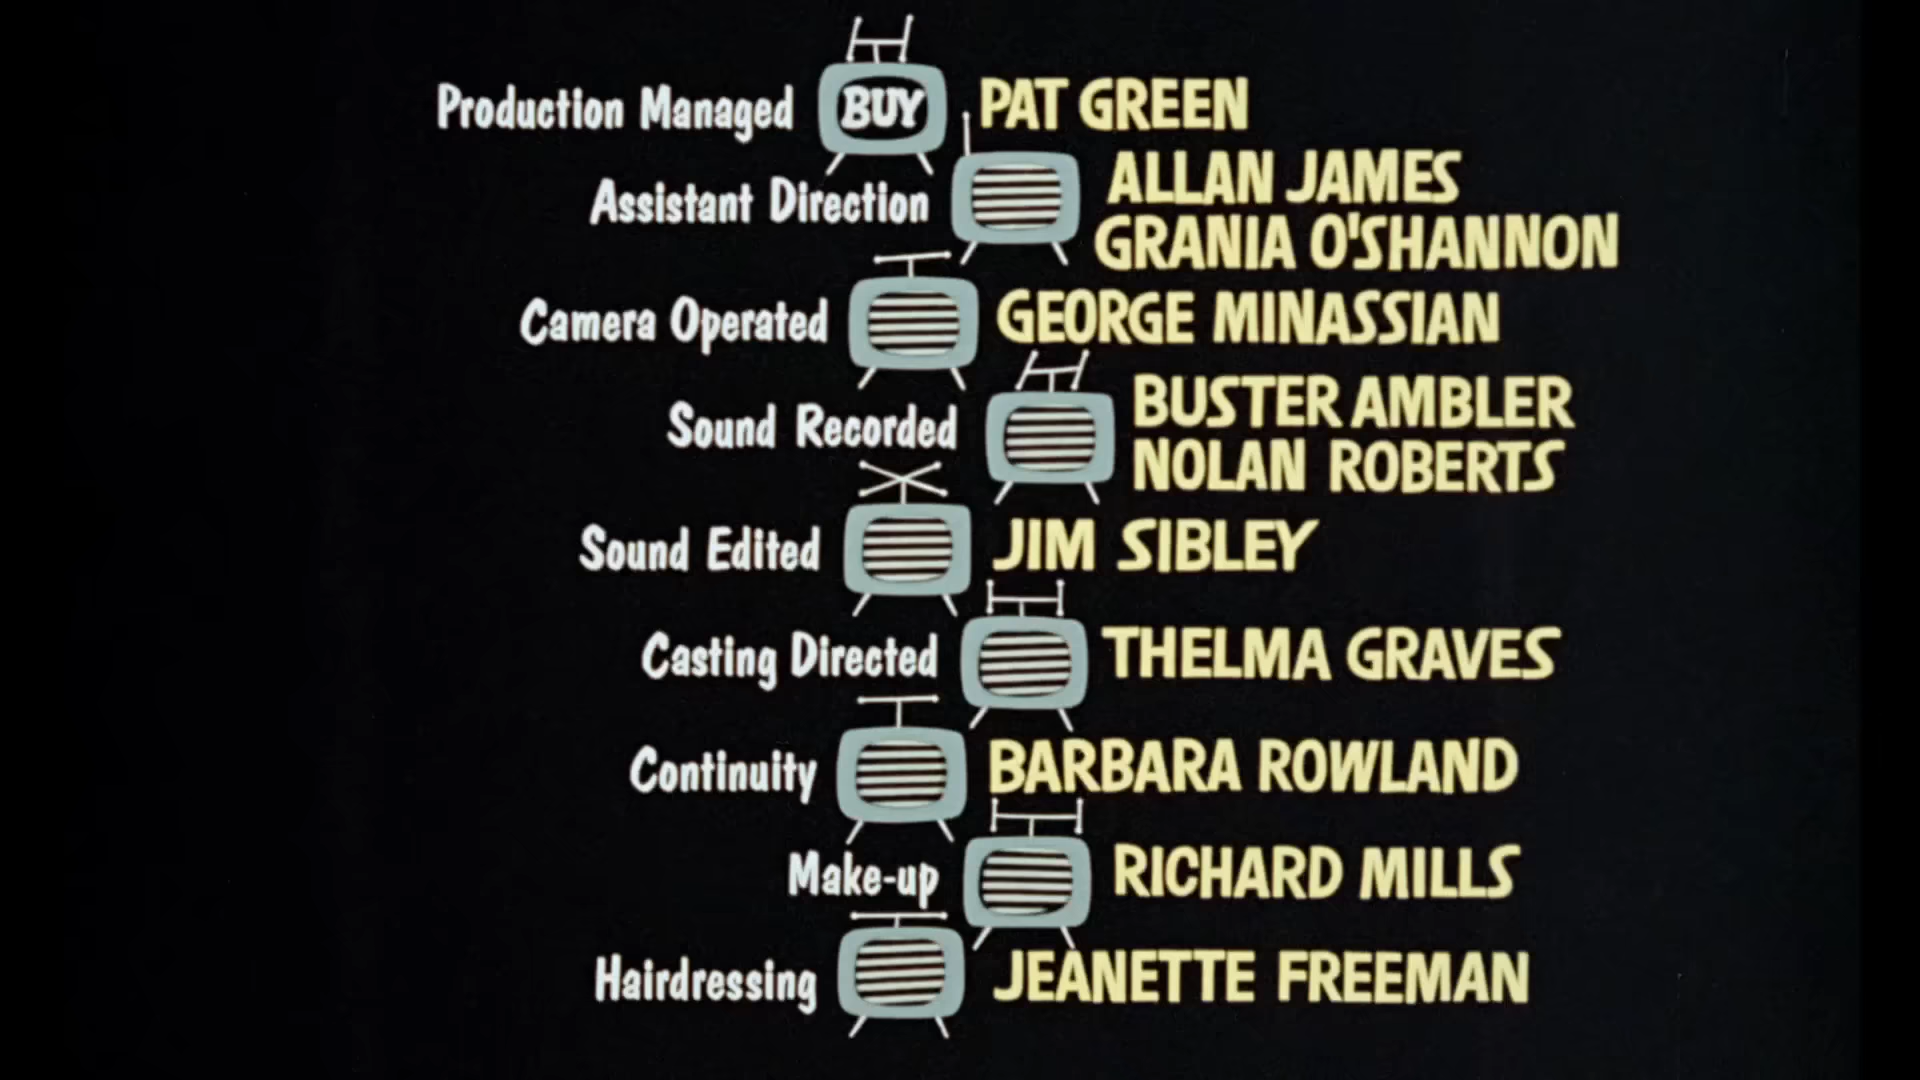 Production Managed BUY PAT GREEN
Assistant Direction ALLAN JAMES
GRANIA O'SHANNON
Camera Operated GEORGE MINASSIAN
Sound Recorded BUSTER AMBLER
NOLAN ROBERTS
Sound Edited JIM SIBLEY
Casting Directed THELMA GRAVES
Continuity BARBARA ROWLAND
Make-up RICHARD MILLS
Hairdressing JEANETTE FREEMAN